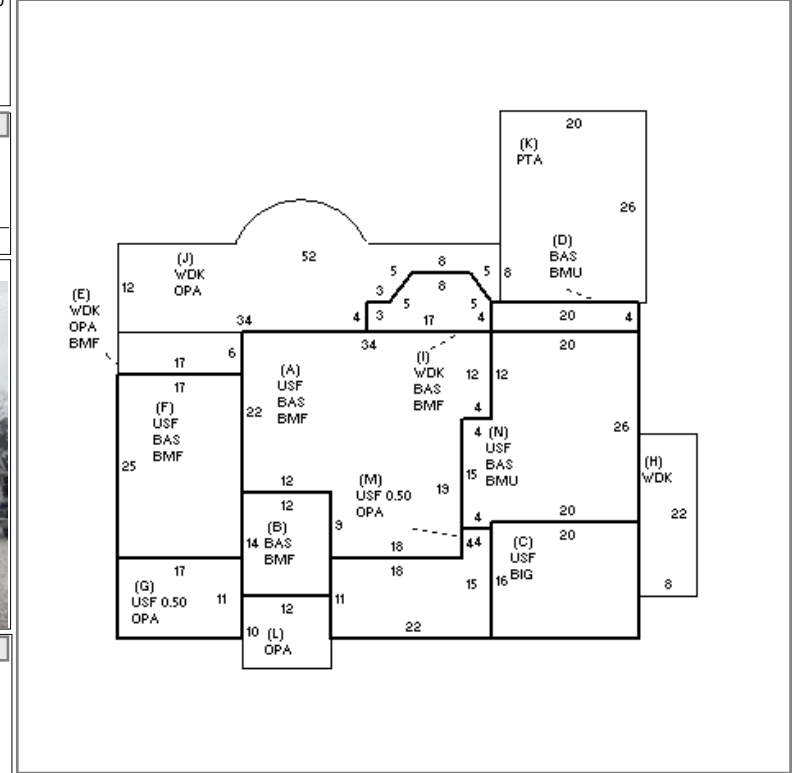 20
(K)
PTA
26
(D)
BAS
BMU
(J)
WDK
OPA
52
12
8
5
5
8
8
3
5
5
(E)
WDK
OPA
BMF
34
4
3
17
4
20
4
6
34
20
17
17
(A)
USF
BAS
BMF
(I)
WDK
BAS
BMF
12
12
(F)
USF
BAS
BMF
22
4
4
(N)
USF
BAS
BMU
26
25
(H)
WDK
12
(M)
USF 0.50
OPA
19
15
22
12
(B)
BAS
BMF
9
4
20
20
14
18
44
(C)
USF
BIG
17
18
(G)
USF 0.50
OPA
11
11
15
16
8
12
10
(L)
OPA
22